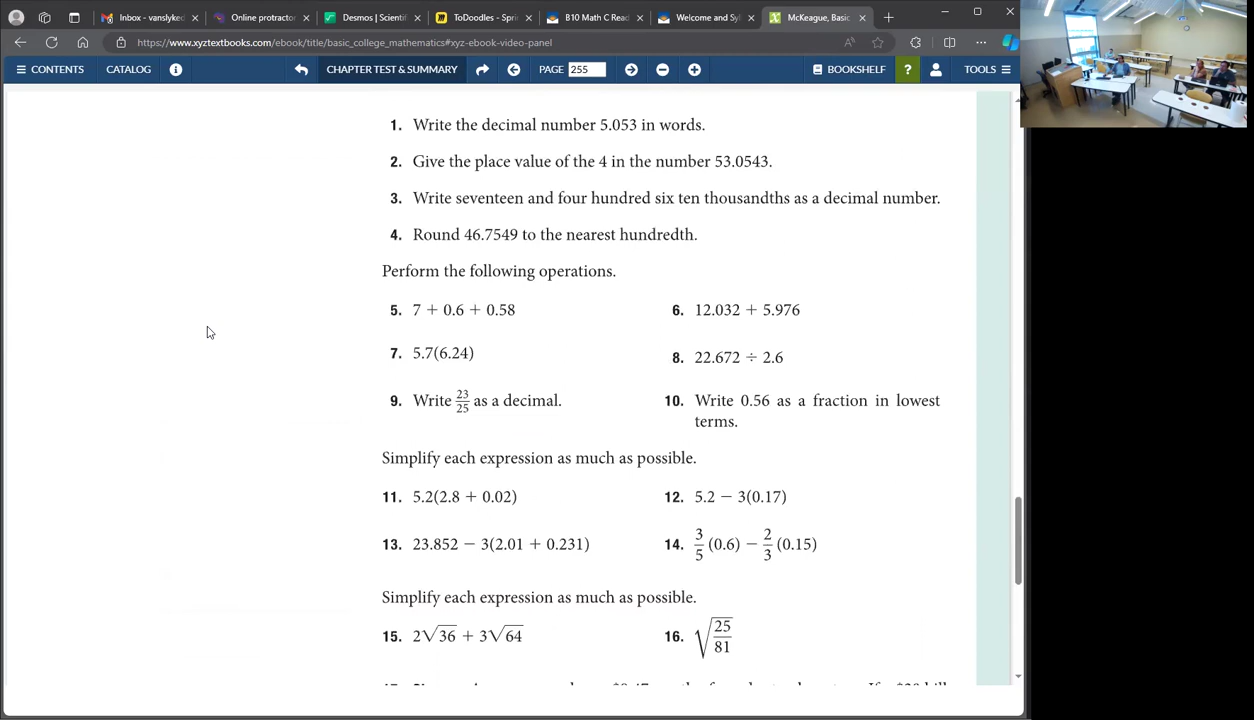 Inbox - vanslyked
Online protractor
Desmos | Scientif
ToDoodles - Spri
B10 Math C Read
Welcome and Syl
McKeague, Basic
https://www.xyztextbooks.com/ebook/title/basic_college_mathematics#xyz-ebook-video-panel
CONTENTS CATALOG CHAPTER TEST & SUMMARY PAGE 255 BOOKSHELF ? TOOLS
1. Write the decimal number 5.053 in words.
2. Give the place value of the 4 in the number 53.0543.
3. Write seventeen and four hundred six ten thousandths as a decimal number.
4. Round 46.7549 to the nearest hundredth.
Perform the following operations.
5. 7 + 0.6 + 0.58 6. 12.032 + 5.976
7. 5.7(6.24) 8. 22.672 ÷ 2.6
9. Write 23/25 as a decimal. 10. Write 0.56 as a fraction in lowest
terms.
Simplify each expression as much as possible.
11. 5.2(2.8 + 0.02) 12. 5.2 − 3(0.17)
13. 23.852 − 3(2.01 + 0.231) 14. 3/5 (0.6) − 2/3 (0.15)
Simplify each expression as much as possible.
15. 2√36 + 3√64 16. √25/81